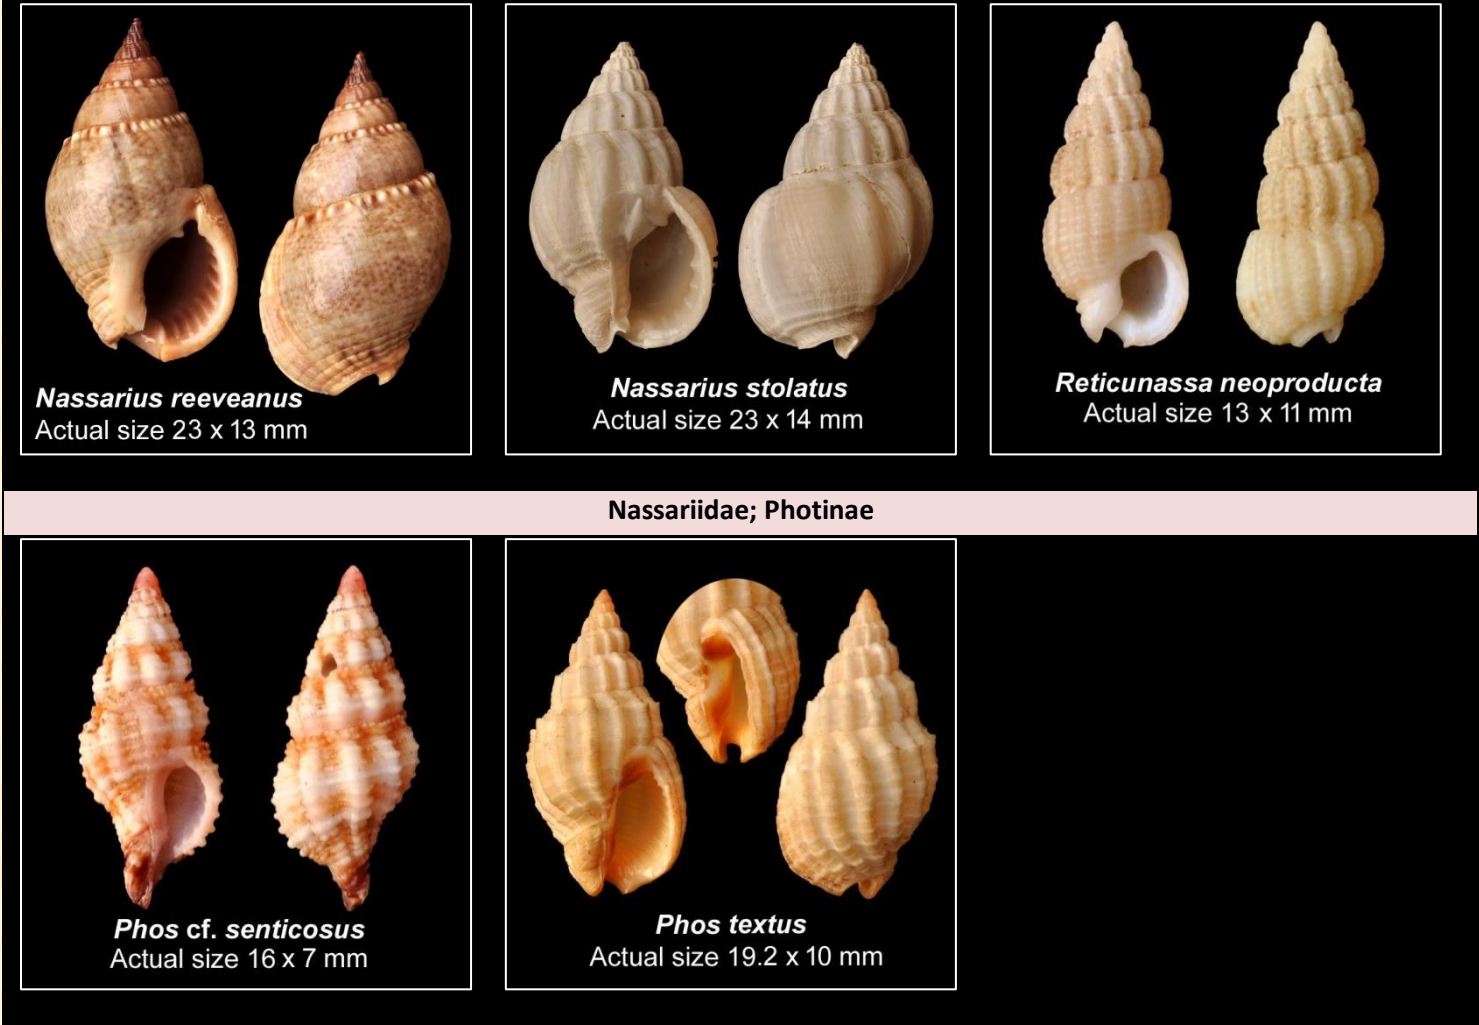 Nassarius reeveanus
Actual size 23 x 13 mm
Nassarius stolatus
Actual size 23 x 14 mm
Reticunassa neoproducta
Actual size 13 x 11 mm
Nassariidae; Photinae
Phos cf. senticosus
Actual size 16 x 7 mm
Phos textus
Actual size 19.2 x 10 mm